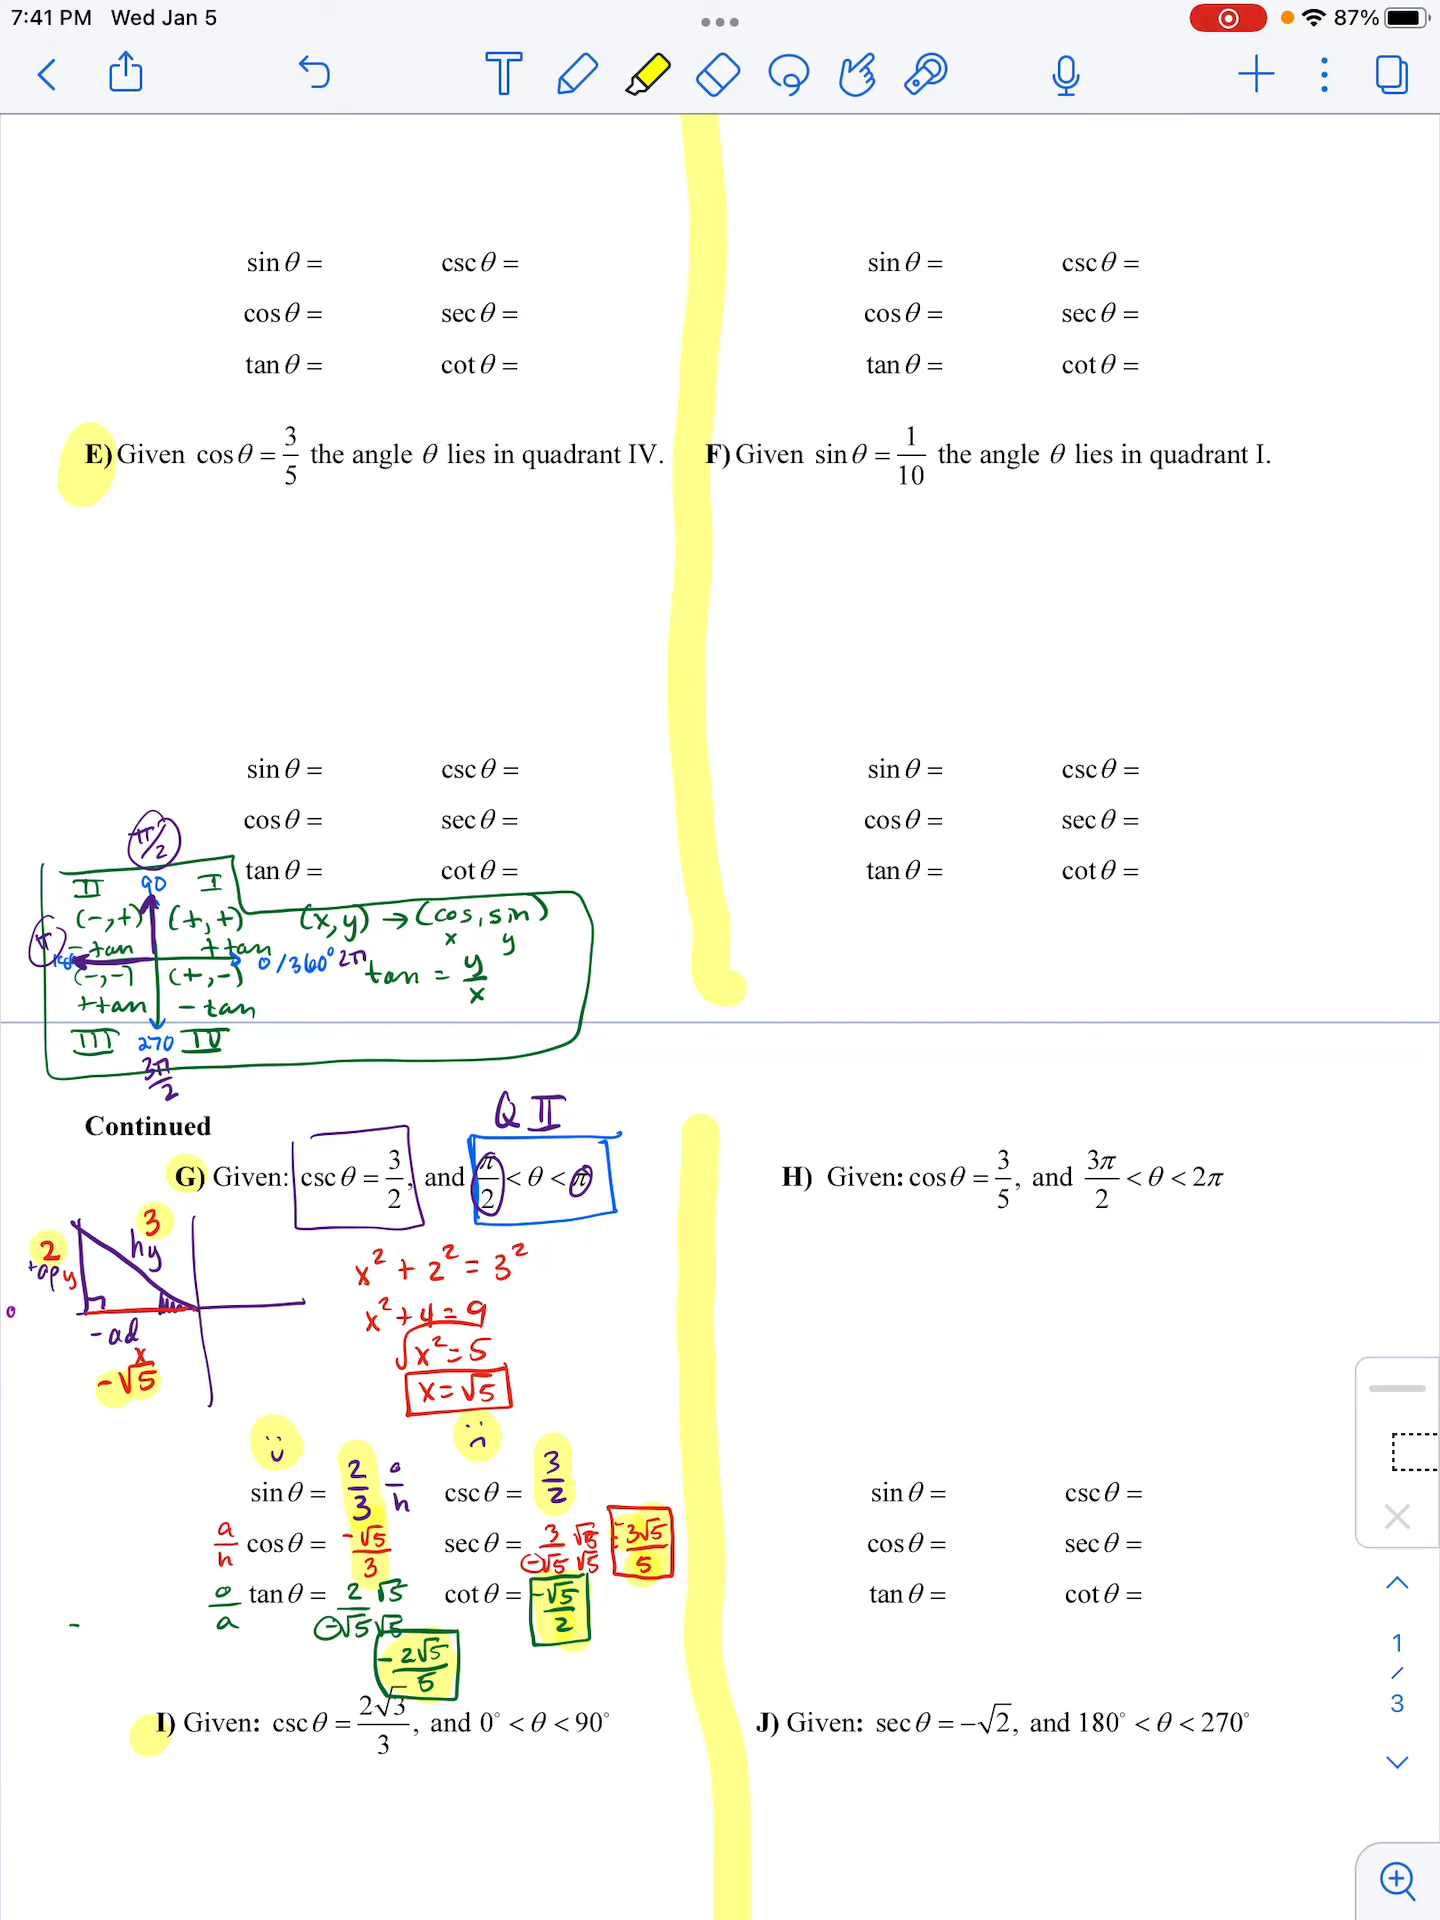 7:41 PM Wed Jan 5
87%
sin θ = csc θ = sin θ = csc θ =
cos θ = sec θ = cos θ = sec θ =
tan θ = cot θ = tan θ = cot θ =
E) Given cos θ = 3/5 the angle θ lies in quadrant IV. F) Given sin θ = 1/10 the angle θ lies in quadrant I.
sin θ = csc θ = sin θ = csc θ =
cos θ = sec θ = cos θ = sec θ =
tan θ = cot θ = tan θ = cot θ =
π/2
II 90 I
(-,+) (+,+) (x,y) → (cos, sin)
x y
π - tan + tan
180 0/360° 2π tan = y/x
(-,-) (+,-)
+tan - tan
III 270 IV
3π/2
Q II
Continued
G) Given: csc θ = 3/2, and π/2 < θ < π H) Given: cos θ = 3/5, and 3π/2 < θ < 2π
3
2 hy
+op y
-ad
x
-√5
x² + 2² = 3²
x² + 4 = 9
√x² = 5
x = √5
sin θ = 2/3 o/h csc θ = 3/2 sin θ = csc θ =
a/h cos θ = -√5/3 sec θ = 3/-√5 √5/√5 = -3√5/5 cos θ = sec θ =
o/a tan θ = 2/-√5 √5/√5 cot θ = -√5/2 tan θ = cot θ =
-
-2√5/5
I) Given: csc θ = 2√3/3, and 0° < θ < 90° J) Given: sec θ = -√2, and 180° < θ < 270°
1
/
3